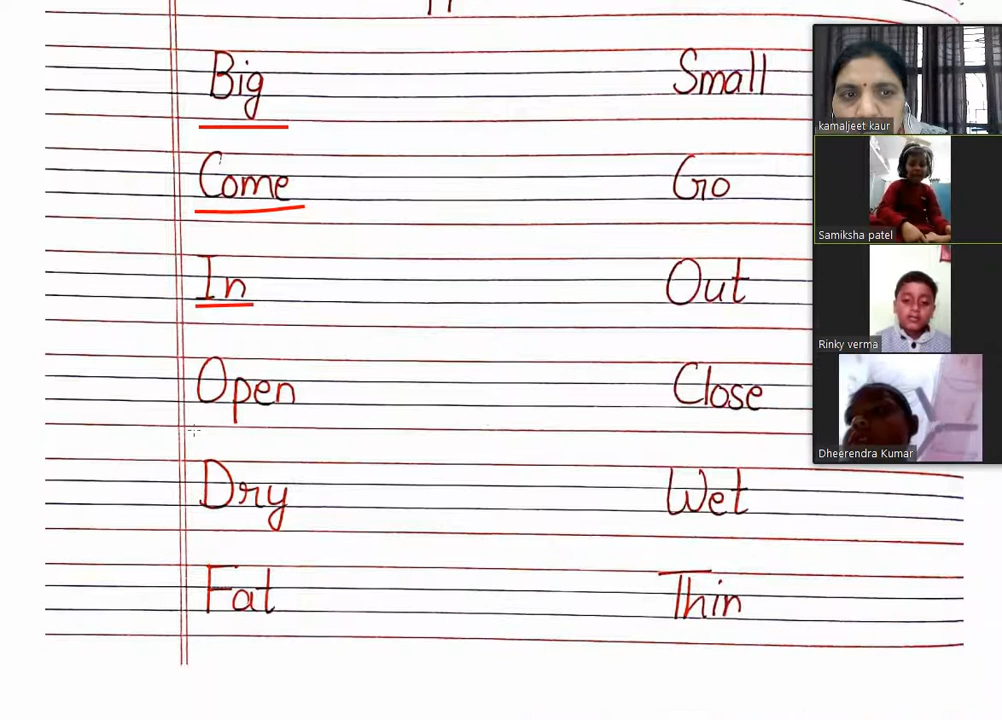 Big Small
kamaljeet kaur
Come Go
Samiksha patel
In Out
Rinky verma
Open Close
Dheerendra Kumar
Dry Wet
Fat Thin